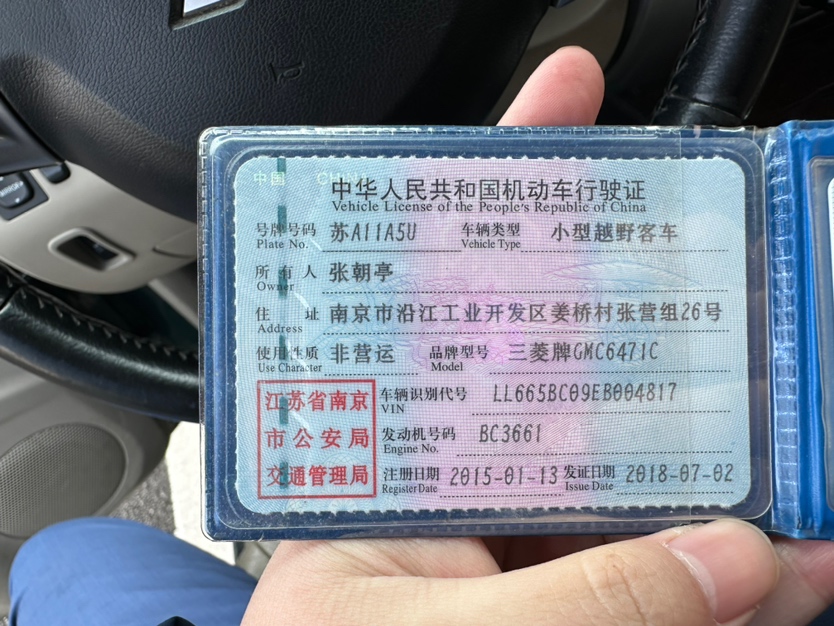 中国 CHINA
中华人民共和国机动车行驶证
Vehicle License of the People's Republic of China
号牌号码 苏A11A5U 车辆类型 小型越野客车
Plate No. Vehicle Type
所有人 张朝亭
Owner
住址 南京市沿江工业开发区姜桥村张营组26号
Address
使用性质 非营运 品牌型号 三菱牌GMC6471C
Use Character Model
江苏省南京 车辆识别代号 LL665BC09EB004817
VIN
市公安局 发动机号码 BC3661
Engine No.
交通管理局 注册日期 2015-01-13 发证日期 2018-07-02
Register Date Issue Date